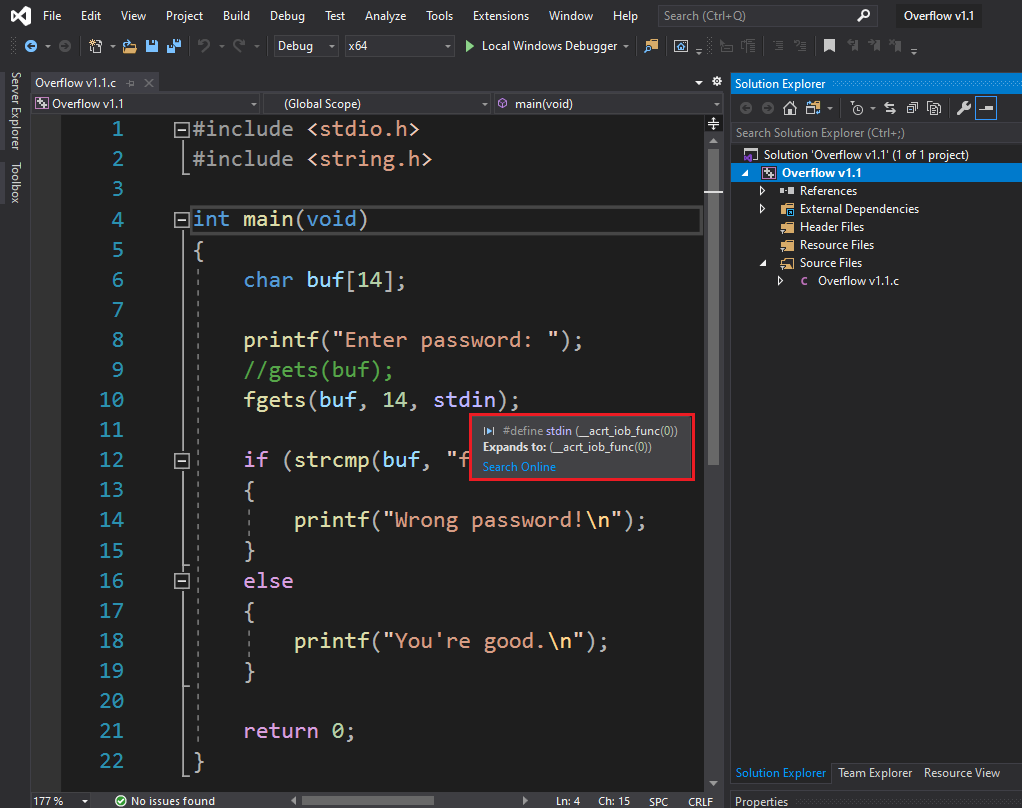 File Edit View Project Build Debug Test Analyze Tools Extensions Window Help Search (Ctrl+Q) Overflow v1.1
Debug x64 Local Windows Debugger
Server Explorer
Toolbox
Overflow v1.1.c
Overflow v1.1 (Global Scope) main(void)
1 #include <stdio.h>
2 #include <string.h>
3
4 int main(void)
5 {
6 char buf[14];
7
8 printf("Enter password: ");
9 //gets(buf);
10 fgets(buf, 14, stdin);
11
#define stdin (__acrt_iob_func(0))
Expands to: (__acrt_iob_func(0))
Search Online
12 if (strcmp(buf, "f
13 {
14 printf("Wrong password!\n");
15 }
16 else
17 {
18 printf("You're good.\n");
19 }
20
21 return 0;
22 }
177 % No issues found Ln: 4 Ch: 15 SPC CRLF
Solution Explorer
Search Solution Explorer (Ctrl+;)
Solution 'Overflow v1.1' (1 of 1 project)
Overflow v1.1
References
External Dependencies
Header Files
Resource Files
Source Files
C Overflow v1.1.c
Solution Explorer Team Explorer Resource View
Properties